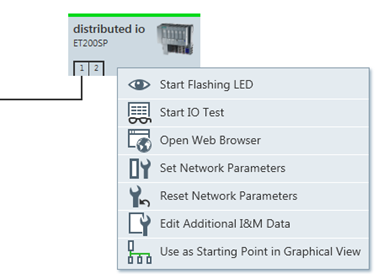 distributed io
ET200SP
1 2
Start Flashing LED
Start IO Test
Open Web Browser
Set Network Parameters
Reset Network Parameters
Edit Additional I&M Data
Use as Starting Point in Graphical View